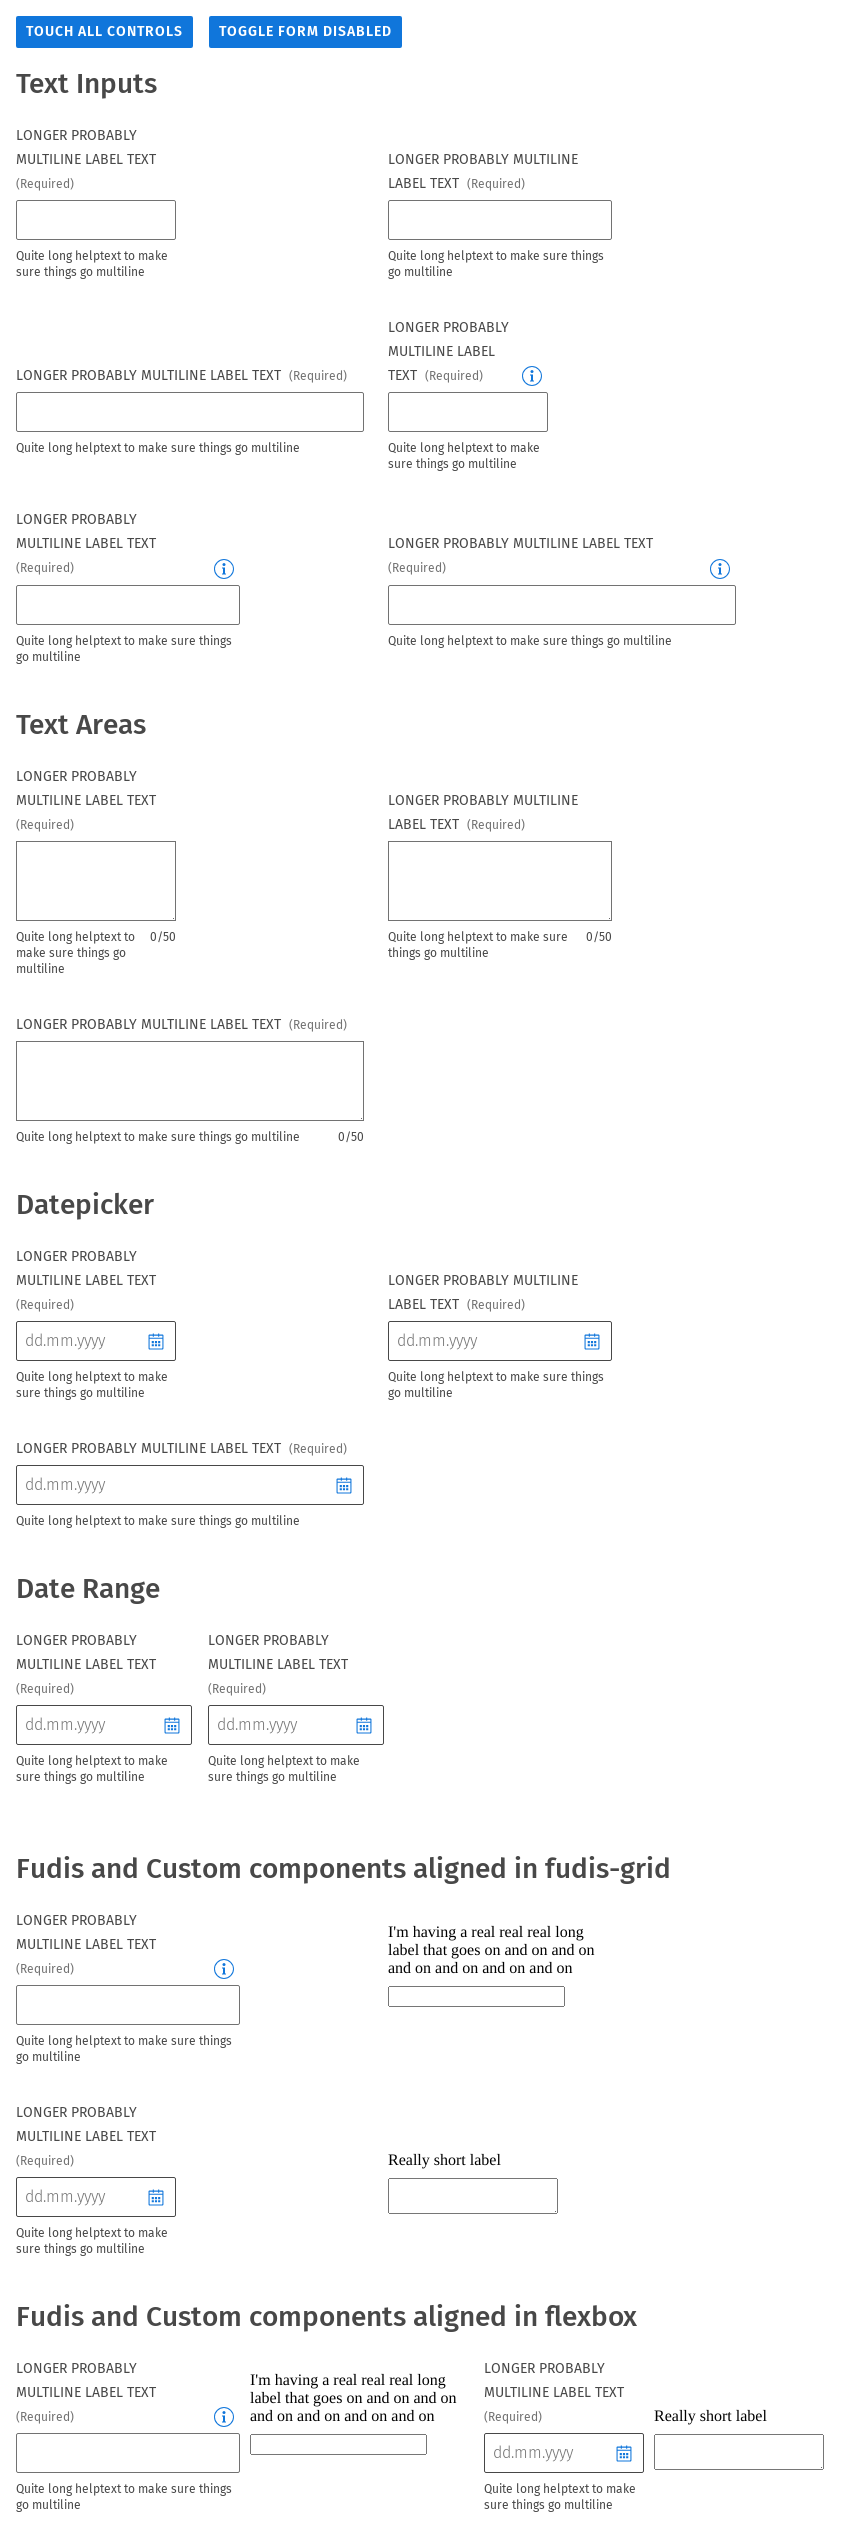 TOUCH ALL CONTROLS
TOGGLE FORM DISABLED
Text Inputs
LONGER PROBABLY
MULTILINE LABEL TEXT
(Required)
Quite long helptext to make
sure things go multiline
LONGER PROBABLY MULTILINE
LABEL TEXT (Required)
Quite long helptext to make sure things
go multiline
LONGER PROBABLY MULTILINE LABEL TEXT (Required)
Quite long helptext to make sure things go multiline
LONGER PROBABLY
MULTILINE LABEL
TEXT (Required)
Quite long helptext to make
sure things go multiline
LONGER PROBABLY
MULTILINE LABEL TEXT
(Required)
Quite long helptext to make sure things
go multiline
LONGER PROBABLY MULTILINE LABEL TEXT
(Required)
Quite long helptext to make sure things go multiline
Text Areas
LONGER PROBABLY
MULTILINE LABEL TEXT
(Required)
Quite long helptext to
make sure things go
multiline
0/50
LONGER PROBABLY MULTILINE
LABEL TEXT (Required)
Quite long helptext to make sure
things go multiline
0/50
LONGER PROBABLY MULTILINE LABEL TEXT (Required)
Quite long helptext to make sure things go multiline
0/50
Datepicker
LONGER PROBABLY
MULTILINE LABEL TEXT
(Required)
dd.mm.yyyy
Quite long helptext to make
sure things go multiline
LONGER PROBABLY MULTILINE
LABEL TEXT (Required)
dd.mm.yyyy
Quite long helptext to make sure things
go multiline
LONGER PROBABLY MULTILINE LABEL TEXT (Required)
dd.mm.yyyy
Quite long helptext to make sure things go multiline
Date Range
LONGER PROBABLY
MULTILINE LABEL TEXT
(Required)
dd.mm.yyyy
Quite long helptext to make
sure things go multiline
LONGER PROBABLY
MULTILINE LABEL TEXT
(Required)
dd.mm.yyyy
Quite long helptext to make
sure things go multiline
Fudis and Custom components aligned in fudis-grid
LONGER PROBABLY
MULTILINE LABEL TEXT
(Required)
Quite long helptext to make sure things
go multiline
I'm having a real real real long
label that goes on and on and on
and on and on and on and on
LONGER PROBABLY
MULTILINE LABEL TEXT
(Required)
dd.mm.yyyy
Quite long helptext to make
sure things go multiline
Really short label
Fudis and Custom components aligned in flexbox
LONGER PROBABLY
MULTILINE LABEL TEXT
(Required)
Quite long helptext to make sure things
go multiline
I'm having a real real real long
label that goes on and on and on
and on and on and on and on
LONGER PROBABLY
MULTILINE LABEL TEXT
(Required)
dd.mm.yyyy
Quite long helptext to make
sure things go multiline
Really short label